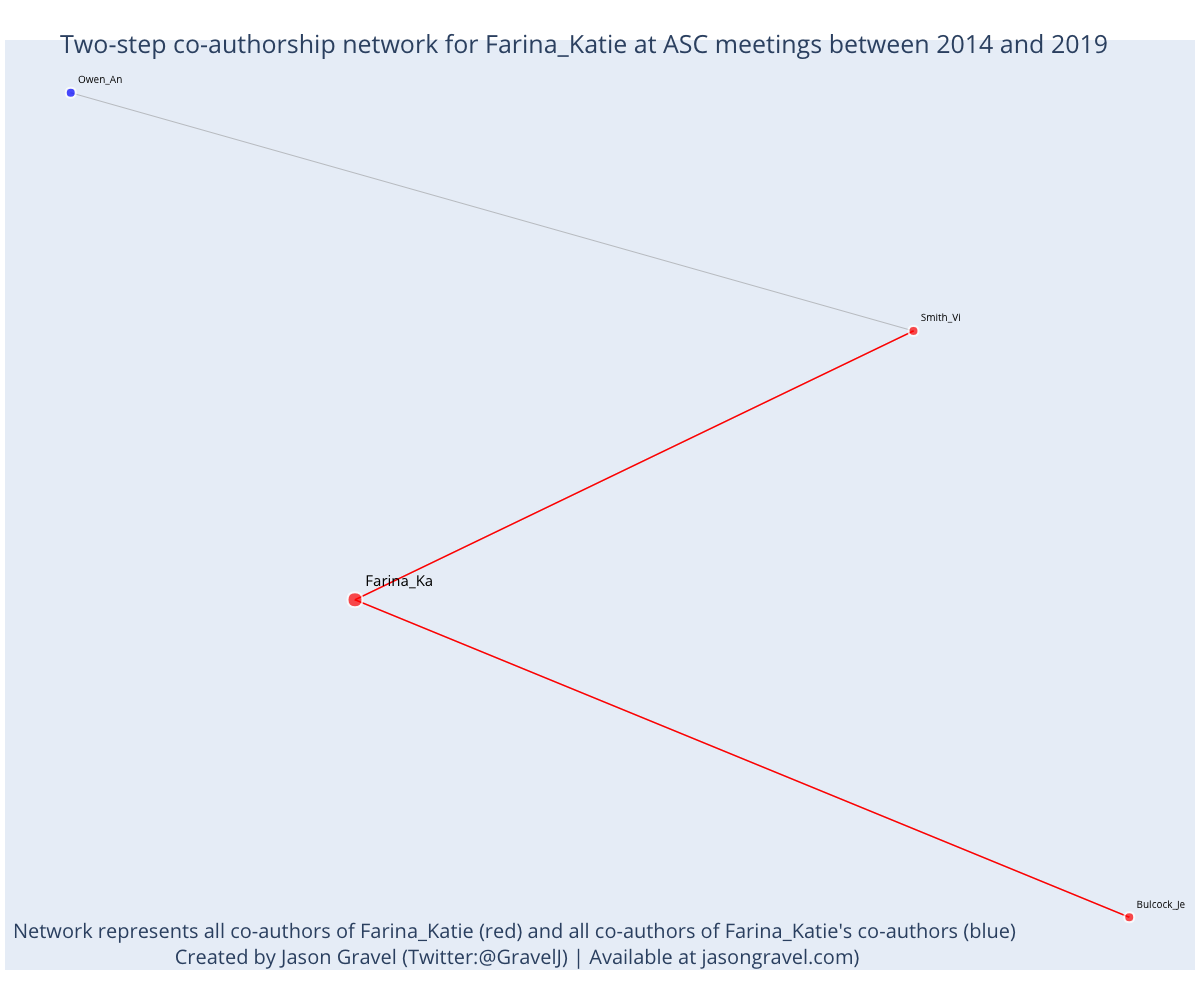 Two-step co-authorship network for Farina_Katie at ASC meetings between 2014 and 2019
Owen_An
Smith_Vi
Farina_Ka
Bulcock_Je
Network represents all co-authors of Farina_Katie (red) and all co-authors of Farina_Katie's co-authors (blue)
Created by Jason Gravel (Twitter:@GravelJ) | Available at jasongravel.com)